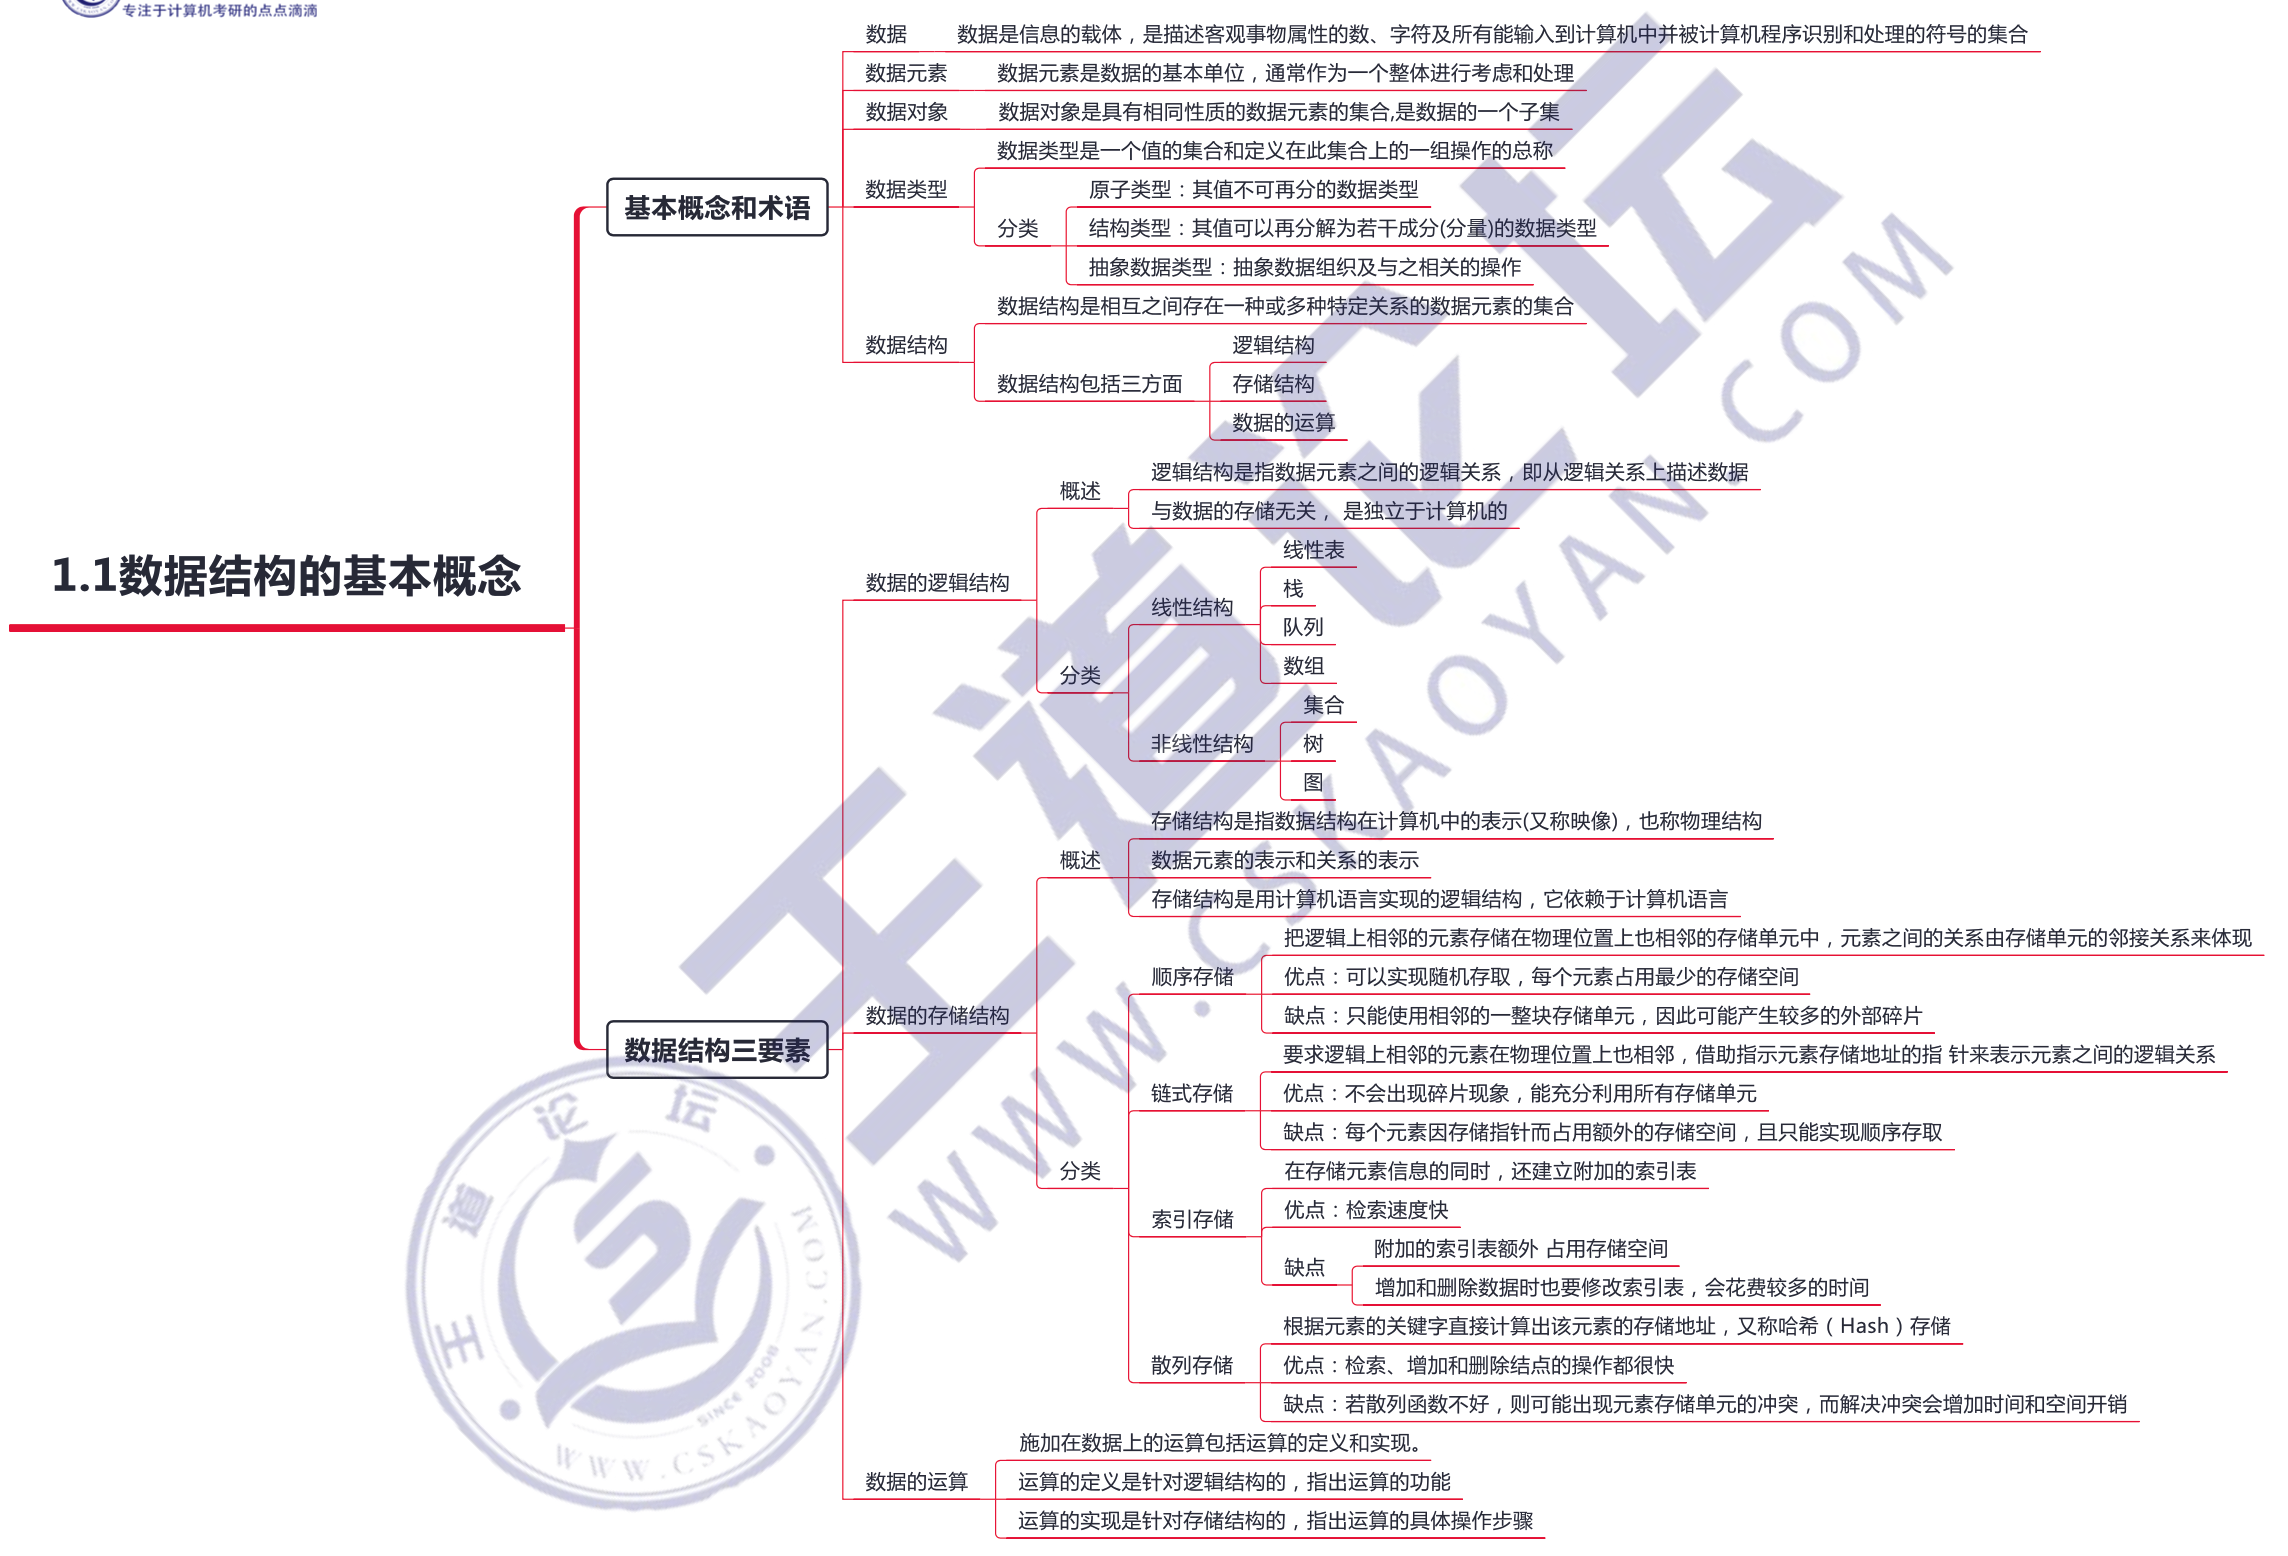 专注于计算机考研的点点滴滴
1.1数据结构的基本概念
基本概念和术语
数据
数据是信息的载体，是描述客观事物属性的数、字符及所有能输入到计算机中并被计算机程序识别和处理的符号的集合
数据元素
数据元素是数据的基本单位，通常作为一个整体进行考虑和处理
数据对象
数据对象是具有相同性质的数据元素的集合,是数据的一个子集
数据类型
数据类型是一个值的集合和定义在此集合上的一组操作的总称
分类
原子类型：其值不可再分的数据类型
结构类型：其值可以再分解为若干成分(分量)的数据类型
抽象数据类型：抽象数据组织及与之相关的操作
数据结构
数据结构是相互之间存在一种或多种特定关系的数据元素的集合
数据结构包括三方面
逻辑结构
存储结构
数据的运算
数据结构三要素
数据的逻辑结构
概述
逻辑结构是指数据元素之间的逻辑关系，即从逻辑关系上描述数据
与数据的存储无关， 是独立于计算机的
分类
线性结构
线性表
栈
队列
数组
非线性结构
集合
树
图
数据的存储结构
概述
存储结构是指数据结构在计算机中的表示(又称映像)，也称物理结构
数据元素的表示和关系的表示
存储结构是用计算机语言实现的逻辑结构，它依赖于计算机语言
分类
顺序存储
把逻辑上相邻的元素存储在物理位置上也相邻的存储单元中，元素之间的关系由存储单元的邻接关系来体现
优点：可以实现随机存取，每个元素占用最少的存储空间
缺点：只能使用相邻的一整块存储单元，因此可能产生较多的外部碎片
链式存储
要求逻辑上相邻的元素在物理位置上也相邻，借助指示元素存储地址的指 针来表示元素之间的逻辑关系
优点：不会出现碎片现象，能充分利用所有存储单元
缺点：每个元素因存储指针而占用额外的存储空间，且只能实现顺序存取
索引存储
在存储元素信息的同时，还建立附加的索引表
优点：检索速度快
缺点
附加的索引表额外 占用存储空间
增加和删除数据时也要修改索引表，会花费较多的时间
散列存储
根据元素的关键字直接计算出该元素的存储地址，又称哈希（Hash）存储
优点：检索、增加和删除结点的操作都很快
缺点：若散列函数不好，则可能出现元素存储单元的冲突，而解决冲突会增加时间和空间开销
数据的运算
施加在数据上的运算包括运算的定义和实现。
运算的定义是针对逻辑结构的，指出运算的功能
运算的实现是针对存储结构的，指出运算的具体操作步骤
王道论坛
WWW.CSKAOYAN.COM
王道论坛
SINCE 2008
WWW.CSKAOYAN.COM